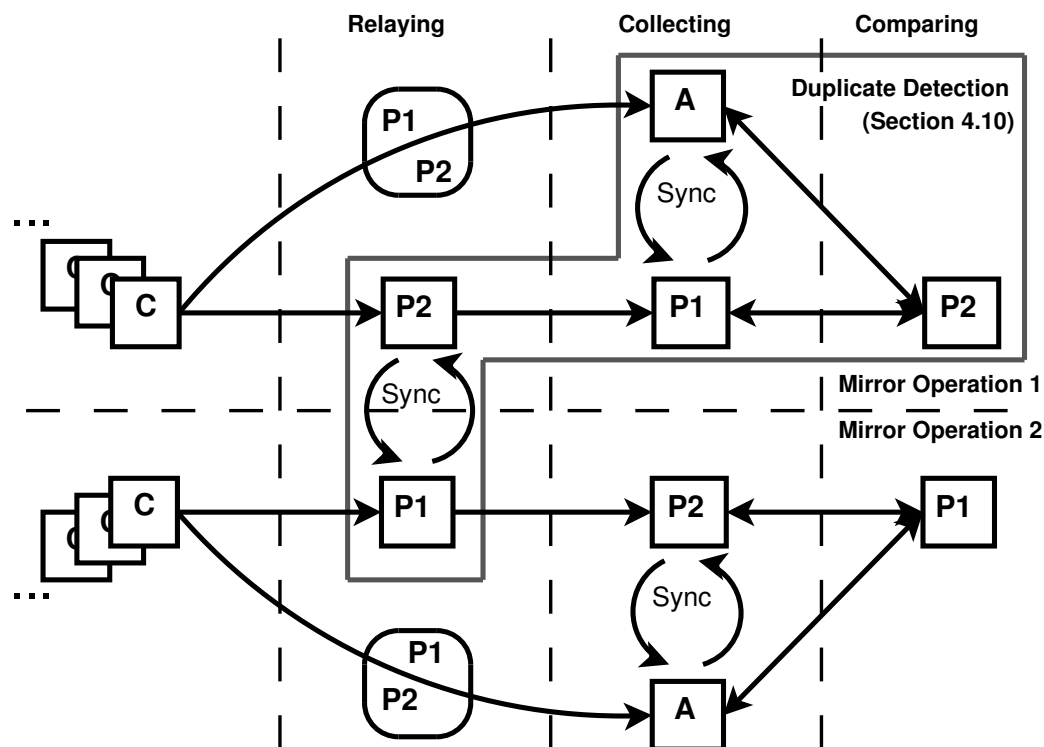 Relaying
Collecting
Comparing
P1
P2
A
Duplicate Detection
(Section 4.10)
Sync
...
C
P2
P1
P2
Sync
Mirror Operation 1
Mirror Operation 2
C
P1
P2
P1
...
Sync
P1
P2
A